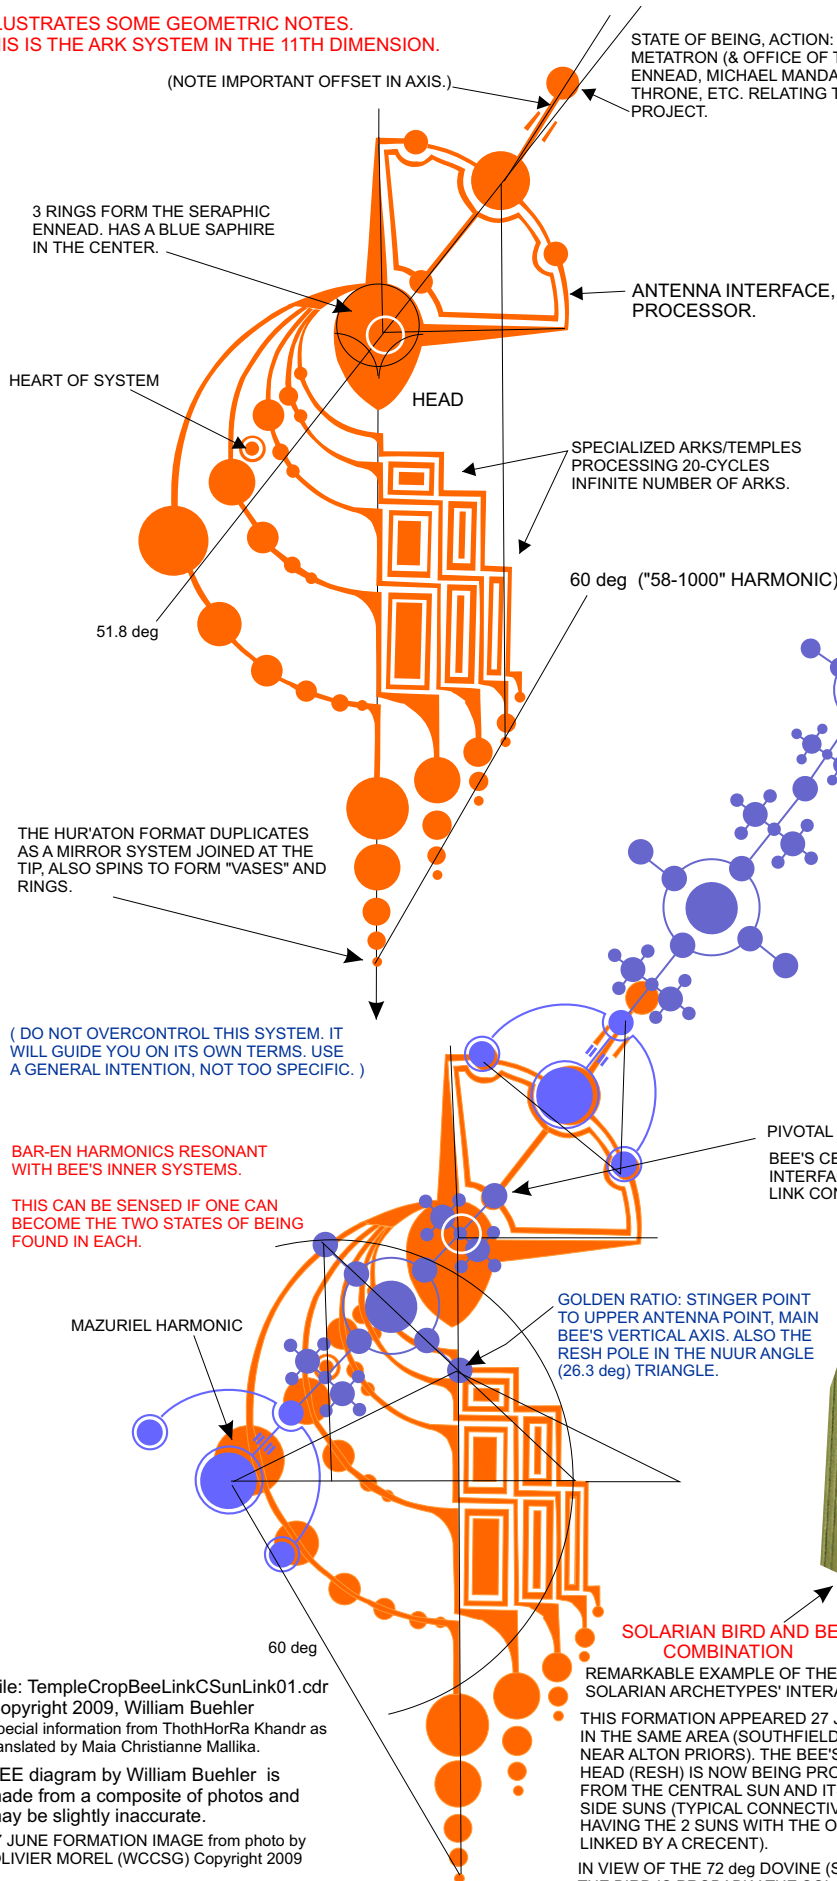 LUSTRATES SOME GEOMETRIC NOTES.
IS IS THE ARK SYSTEM IN THE 11TH DIMENSION.
(NOTE IMPORTANT OFFSET IN AXIS.)
STATE OF BEING, ACTION:
METATRON (& OFFICE OF
ENNEAD, MICHAEL MANDA
THRONE, ETC. RELATING
PROJECT.
3 RINGS FORM THE SERAPHIC
ENNEAD. HAS A BLUE SAPHIRE
IN THE CENTER.
ANTENNA INTERFACE,
PROCESSOR.
HEART OF SYSTEM
HEAD
SPECIALIZED ARKS/TEMPLES
PROCESSING 20-CYCLES
INFINITE NUMBER OF ARKS.
60 deg ("58-1000" HARMONIC)
51.8 deg
THE HUR'ATON FORMAT DUPLICATES
AS A MIRROR SYSTEM JOINED AT THE
TIP, ALSO SPINS TO FORM "VASES" AND
RINGS.
( DO NOT OVERCONTROL THIS SYSTEM. IT
WILL GUIDE YOU ON ITS OWN TERMS. USE
A GENERAL INTENTION, NOT TOO SPECIFIC. )
BAR-EN HARMONICS RESONANT
WITH BEE'S INNER SYSTEMS.
THIS CAN BE SENSED IF ONE CAN
BECOME THE TWO STATES OF BEING
FOUND IN EACH.
PIVOTAL
BEE'S CE
INTERFA
LINK CON
MAZURIEL HARMONIC
GOLDEN RATIO: STINGER POINT
TO UPPER ANTENNA POINT, MAIN
BEE'S VERTICAL AXIS. ALSO THE
RESH POLE IN THE NUUR ANGLE
(26.3 deg) TRIANGLE.
60 deg
SOLARIAN BIRD AND BE
COMBINATION
REMARKABLE EXAMPLE OF THE
SOLARIAN ARCHETYPES' INTERA
THIS FORMATION APPEARED 27 J
IN THE SAME AREA (SOUTHFIELD
NEAR ALTON PRIORS). THE BEE'S
HEAD (RESH) IS NOW BEING PRO
FROM THE CENTRAL SUN AND IT
SIDE SUNS (TYPICAL CONNECTIV
HAVING THE 2 SUNS WITH THE O
LINKED BY A CRECENT).
IN VIEW OF THE 72 deg DOVINE (S
ile: TempleCropBeeLinkCSunLink01.cdr
opyright 2009, William Buehler
pecial information from ThothHorRa Khandr as
anslated by Maia Christianne Mallika.
EE diagram by William Buehler is
ade from a composite of photos and
ay be slightly inaccurate.
JUNE FORMATION IMAGE from photo by
LIVIER MOREL (WCCSG) Copyright 2009